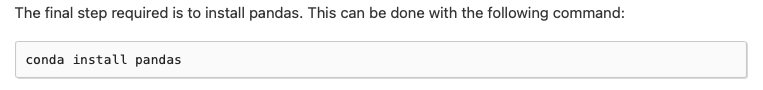 The final step required is to install pandas. This can be done with the following command:
conda install pandas